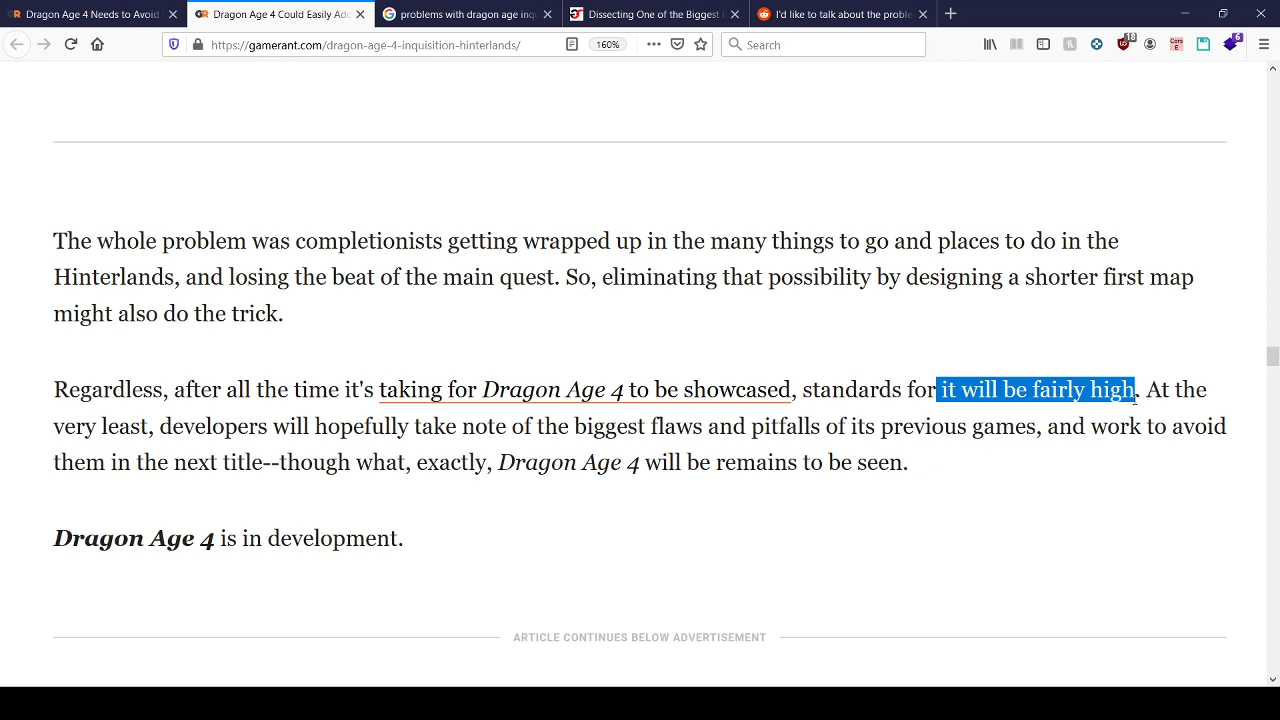 Dragon Age 4 Needs to Avoid
Dragon Age 4 Could Easily Add
problems with dragon age inqu
Dissecting One of the Biggest
I'd like to talk about the proble
https://gamerant.com/dragon-age-4-inquisition-hinterlands/
160%
Search
18
6
The whole problem was completionists getting wrapped up in the many things to go and places to do in the
Hinterlands, and losing the beat of the main quest. So, eliminating that possibility by designing a shorter first map
might also do the trick.
Regardless, after all the time it's taking for Dragon Age 4 to be showcased, standards for it will be fairly high. At the
very least, developers will hopefully take note of the biggest flaws and pitfalls of its previous games, and work to avoid
them in the next title--though what, exactly, Dragon Age 4 will be remains to be seen.
Dragon Age 4 is in development.
ARTICLE CONTINUES BELOW ADVERTISEMENT